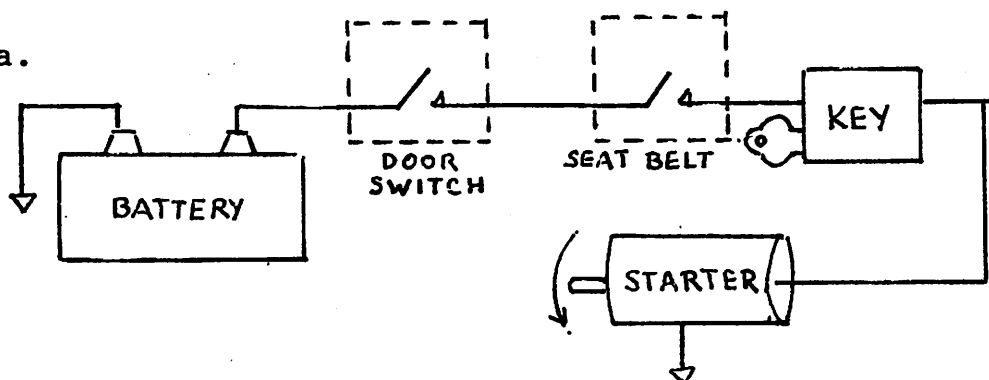 a.
KEY
DOOR
SWITCH
SEAT BELT
BATTERY
STARTER